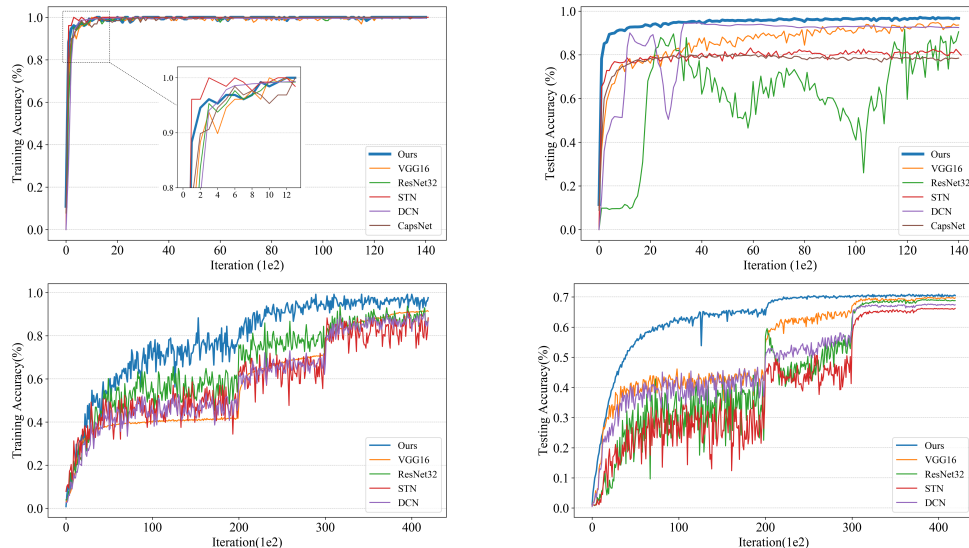 1.0
0.8
0.6
0.4
0.2
0.0
Training Accuracy (%)
1.0
0.9
0.8
0 2 4 6 8 10 12
Ours
VGG16
ResNet32
STN
DCN
CapsNet
0 20 40 60 80 100 120 140
Iteration (1e2)
1.0
0.8
0.6
0.4
0.2
0.0
Testing Accuracy (%)
Ours
VGG16
ResNet32
STN
DCN
CapsNet
0 20 40 60 80 100 120 140
Iteration (1e2)
1.0
0.8
0.6
0.4
0.2
0.0
Training Accuracy(%)
Ours
VGG16
ResNet32
STN
DCN
0 100 200 300 400
Iteration(1e2)
0.7
0.6
0.5
0.4
0.3
0.2
0.1
0.0
Testing Accuracy(%)
Ours
VGG16
ResNet32
STN
DCN
0 100 200 300 400
Iteration(1e2)